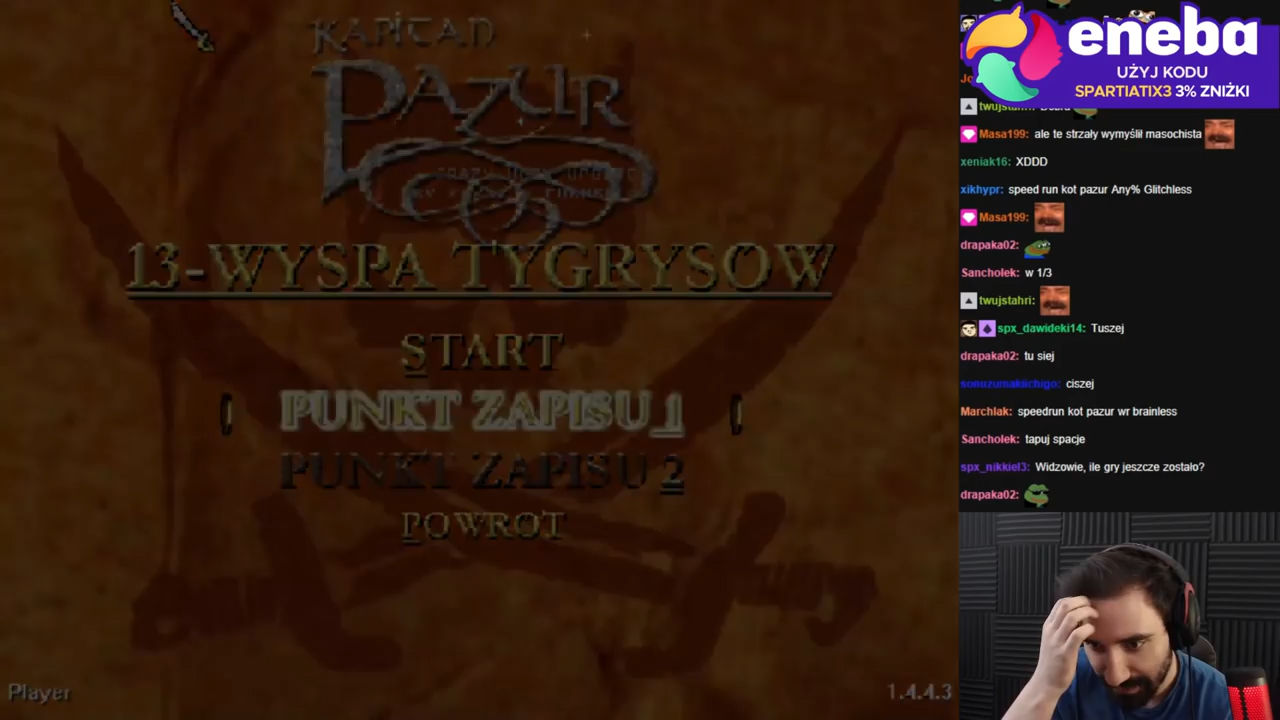 KAPITAN
PAZUR
13-WYSPA TYGRYSOW
START
PUNKT ZAPISU 1
PUNKT ZAPISU 2
POWROT
Player
1.4.4.3
eneba
UŻYJ KODU
SPARTIATIX3 3% ZNIŻKI
twujstahri:
Masa199: ale te strzały wymyślił masochista
xeniak16: XDDD
xikhypr: speed run kot pazur Any% Glitchless
Masa199:
drapaka02:
Sancholek: w 1/3
twujstahri:
spx_dawideki14: Tuszej
drapaka02: tu siej
sonuzumakiichigo: ciszej
Marchlak: speedrun kot pazur wr brainless
Sancholek: tapuj spacje
spx_nikkiel3: Widzowie, ile gry jeszcze zostało?
drapaka02: